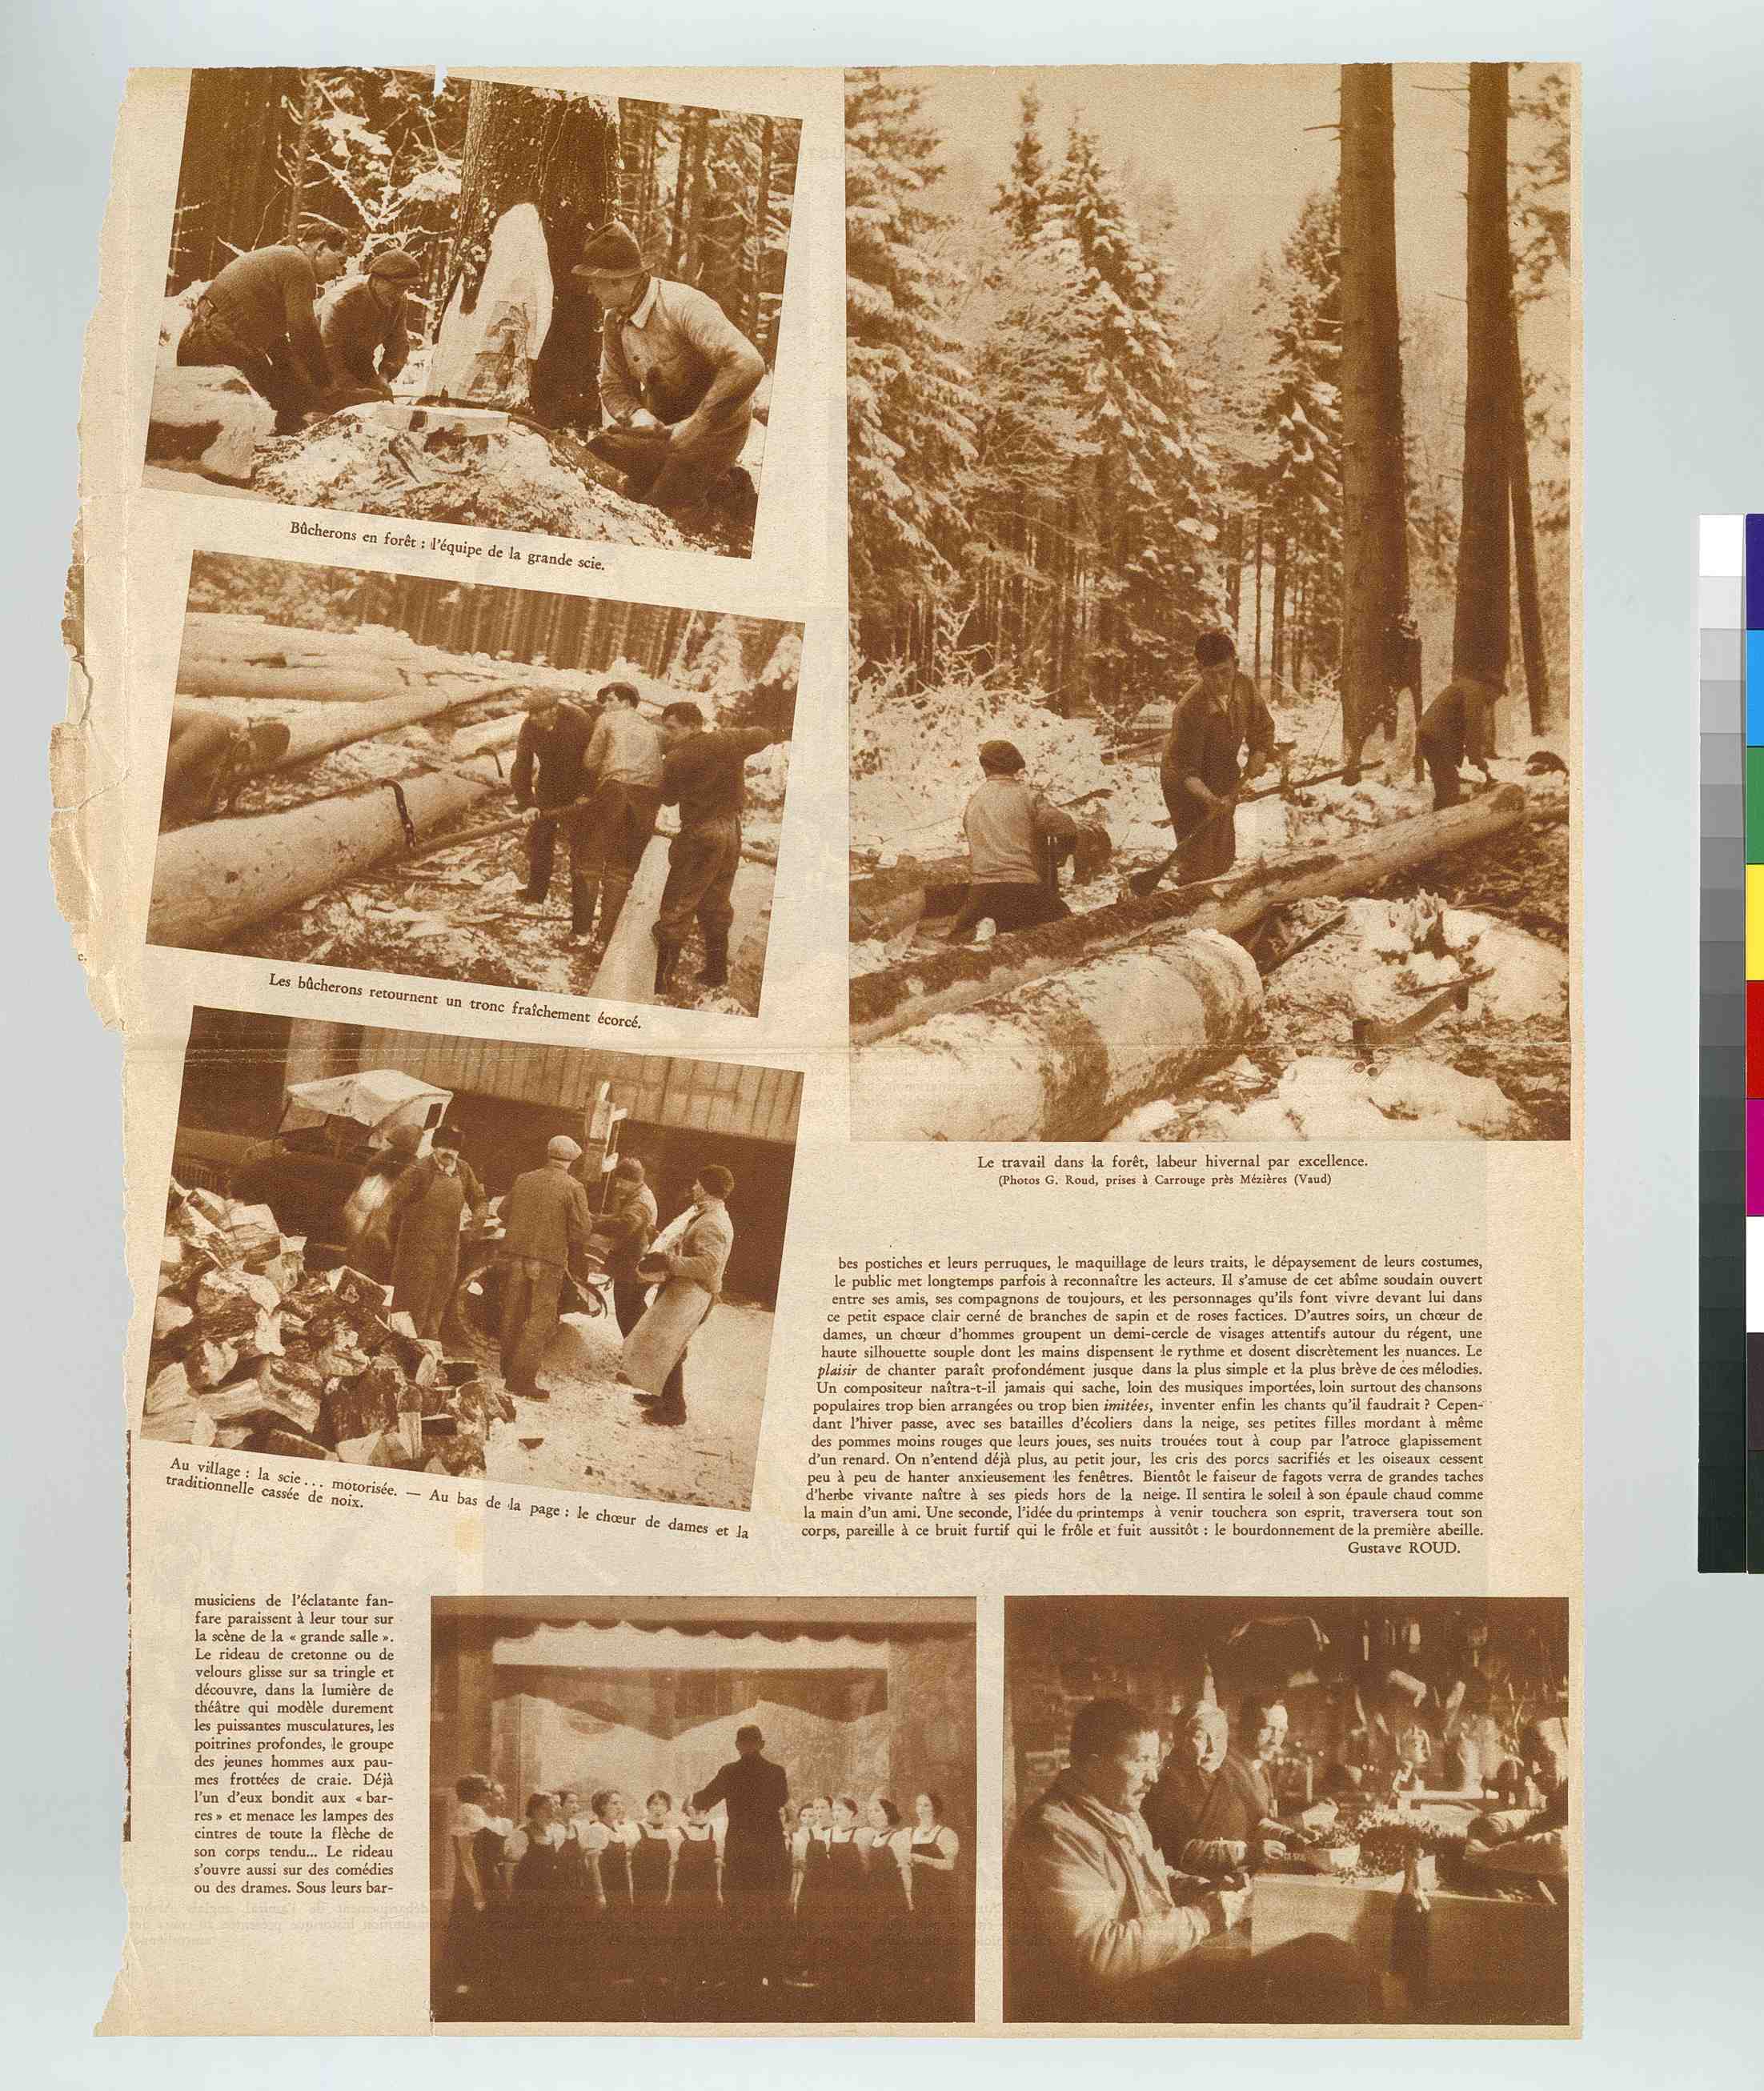 Bûcherons en forêt : l'équipe de la grande scie.
Les bûcherons retournent un tronc fraîchement écorcé.
Au village : la scie... motorisée. — Au bas de la page : le chœur de dames et la
traditionnelle cassée de noix.
Le travail dans la forêt, labeur hivernal par excellence.
(Photos G. Roud, prises à Carrouge près Mézières (Vaud)
musiciens de l'éclatante fan-
fare paraissent à leur tour sur
la scène de la « grande salle ».
Le rideau de cretonne ou de
velours glisse sur sa tringle et
découvre, dans la lumière de
théâtre qui modèle durement
les puissantes musculatures, les
poitrines profondes, le groupe
des jeunes hommes aux pau-
mes frottées de craie. Déjà
l'un d'eux bondit aux « bar-
res » et menace les lampes des
cintres de toute la flèche de
son corps tendu... Le rideau
s'ouvre aussi sur des comédies
ou des drames. Sous leurs bar-
bes postiches et leurs perruques, le maquillage de leurs traits, le dépaysement de leurs costumes,
le public met longtemps parfois à reconnaître les acteurs. Il s'amuse de cet abîme soudain ouvert
entre ses amis, ses compagnons de toujours, et les personnages qu'ils font vivre devant lui dans
ce petit espace clair cerné de branches de sapin et de roses factices. D'autres soirs, un chœur de
dames, un chœur d'hommes groupent un demi-cercle de visages attentifs autour du régent, une
haute silhouette souple dont les mains dispensent le rythme et dosent discrètement les nuances. Le
plaisir de chanter paraît profondément jusque dans la plus simple et la plus brève de ces mélodies.
Un compositeur naîtra-t-il jamais qui sache, loin des musiques importées, loin surtout des chansons
populaires trop bien arrangées ou trop bien imitées, inventer enfin les chants qu'il faudrait ? Cepen-
dant l'hiver passe, avec ses batailles d'écoliers dans la neige, ses petites filles mordant à même
des pommes moins rouges que leurs joues, ses nuits trouées tout à coup par l'atroce glapissement
d'un renard. On n'entend déjà plus, au petit jour, les cris des porcs sacrifiés et les oiseaux cessent
peu à peu de hanter anxieusement les fenêtres. Bientôt le faiseur de fagots verra de grandes taches
d'herbe vivante naître à ses pieds hors de la neige. Il sentira le soleil à son épaule chaud comme
la main d'un ami. Une seconde, l'idée du printemps à venir touchera son esprit, traversera tout son
corps, pareille à ce bruit furtif qui le frôle et fuit aussitôt : le bourdonnement de la première abeille.
Gustave ROUD.